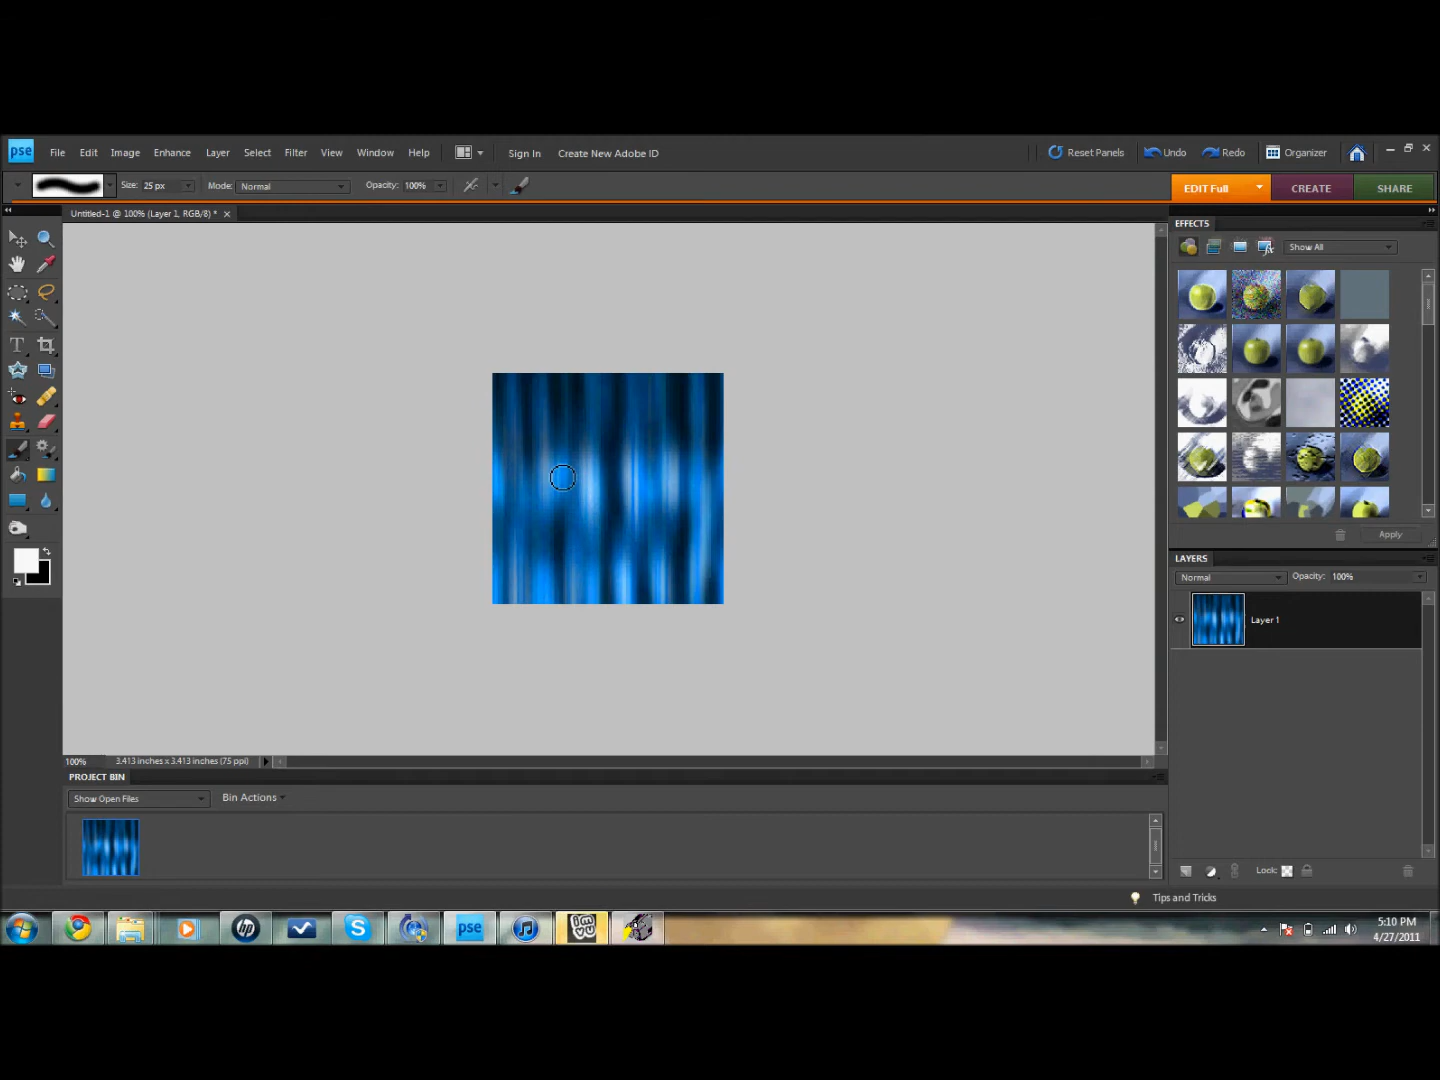 pse File Edit Image Enhance Layer Select Filter View Window Help Sign In Create New Adobe ID Reset Panels Undo Redo Organizer
Size: 25 px Mode: Normal Opacity: 100% EDIT Full CREATE SHARE
Untitled-1 @ 100% (Layer 1, RGB/8) *
EFFECTS
Show All
T
Apply
LAYERS
Normal Opacity: 100%
Layer 1
100% 3.413 inches x 3.413 inches (75 ppi)
PROJECT BIN
Show Open Files Bin Actions
Lock:
Tips and Tricks
hp pse imvu
5:10 PM
4/27/2011